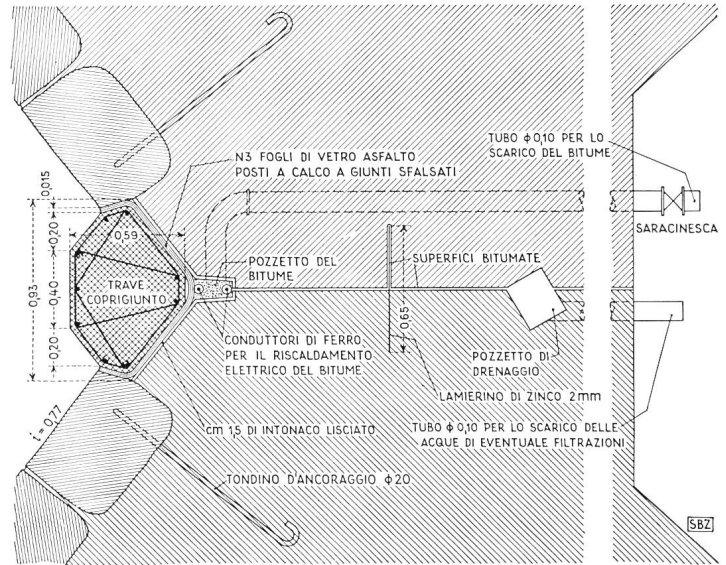 TUBO ϕ 0,10 PER LO
SCARICO DEL BITUME
N3 FOGLI DI VETRO ASFALTO
POSTI A CALCO A GIUNTI SFALSATI
0,015
0,20
0,59
SARACINESCA
POZZETTO DEL
BITUME
SUPERFICI BITUMATE
TRAVE
COPRIGIUNTO
0,93
0,40
0,65
CONDUTTORI DI FERRO
PER IL RISCALDAMENTO
ELETTRICO DEL BITUME
POZZETTO DI
DRENAGGIO
0,20
LAMIERINO DI ZINCO 2mm
i = 0,77
cm 1,5 DI INTONACO LISCIATO
TUBO ϕ 0,10 PER LO SCARICO DELLE
ACQUE DI EVENTUALE FILTRAZIONI
TONDINO D'ANCORAGGIO ϕ20
SBZ